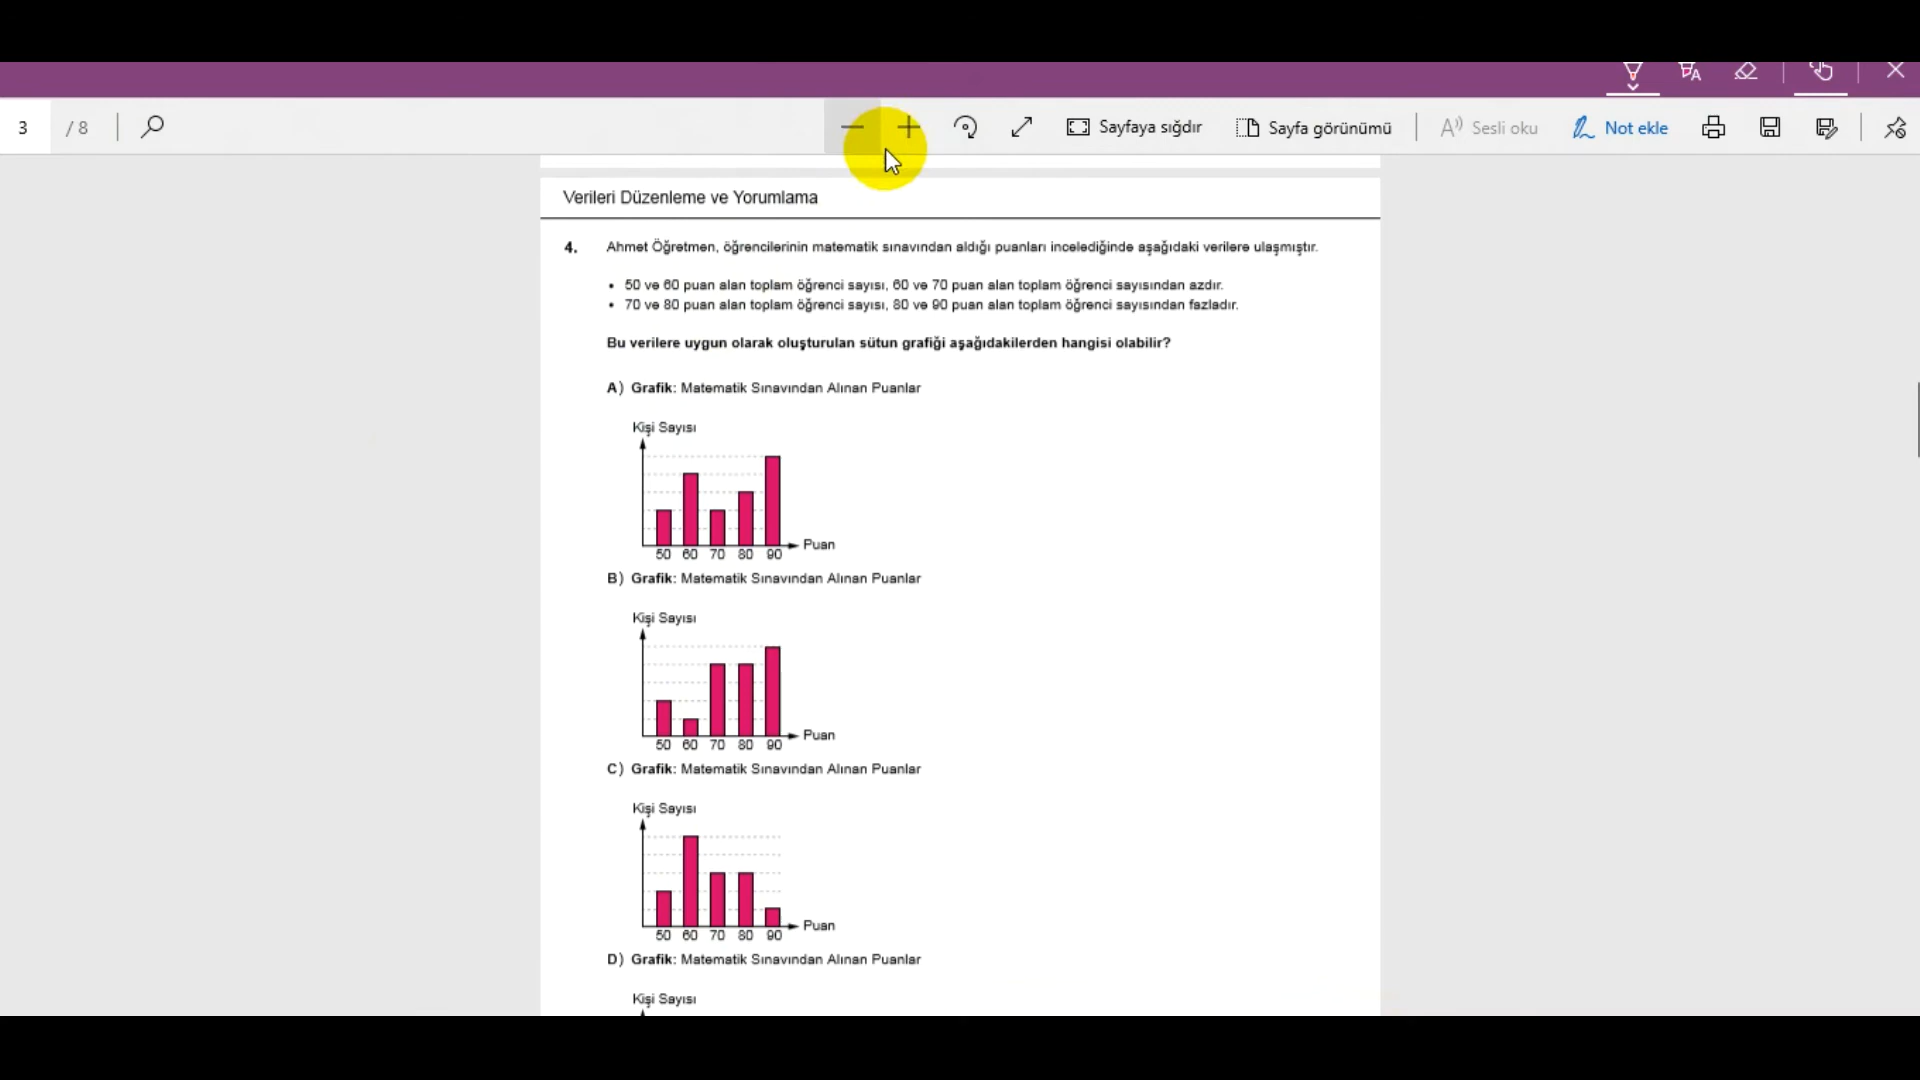 3 / 8 Sayfaya sığdır Sayfa görünümü A Sesli oku Not ekle
Verileri Düzenleme ve Yorumlama
4. Ahmet Öğretmen, öğrencilerinin matematik sınavından aldığı puanları incelediğinde aşağıdaki verilere ulaşmıştır.
• 50 ve 60 puan alan toplam öğrenci sayısı, 60 ve 70 puan alan toplam öğrenci sayısından azdır.
• 70 ve 80 puan alan toplam öğrenci sayısı, 80 ve 90 puan alan toplam öğrenci sayısından fazladır.
Bu verilere uygun olarak oluşturulan sütun grafiği aşağıdakilerden hangisi olabilir?
A) Grafik: Matematik Sınavından Alınan Puanlar
Kişi Sayısı
Puan
50 60 70 80 90
B) Grafik: Matematik Sınavından Alınan Puanlar
Kişi Sayısı
Puan
50 60 70 80 90
C) Grafik: Matematik Sınavından Alınan Puanlar
Kişi Sayısı
Puan
50 60 70 80 90
D) Grafik: Matematik Sınavından Alınan Puanlar
Kişi Sayısı